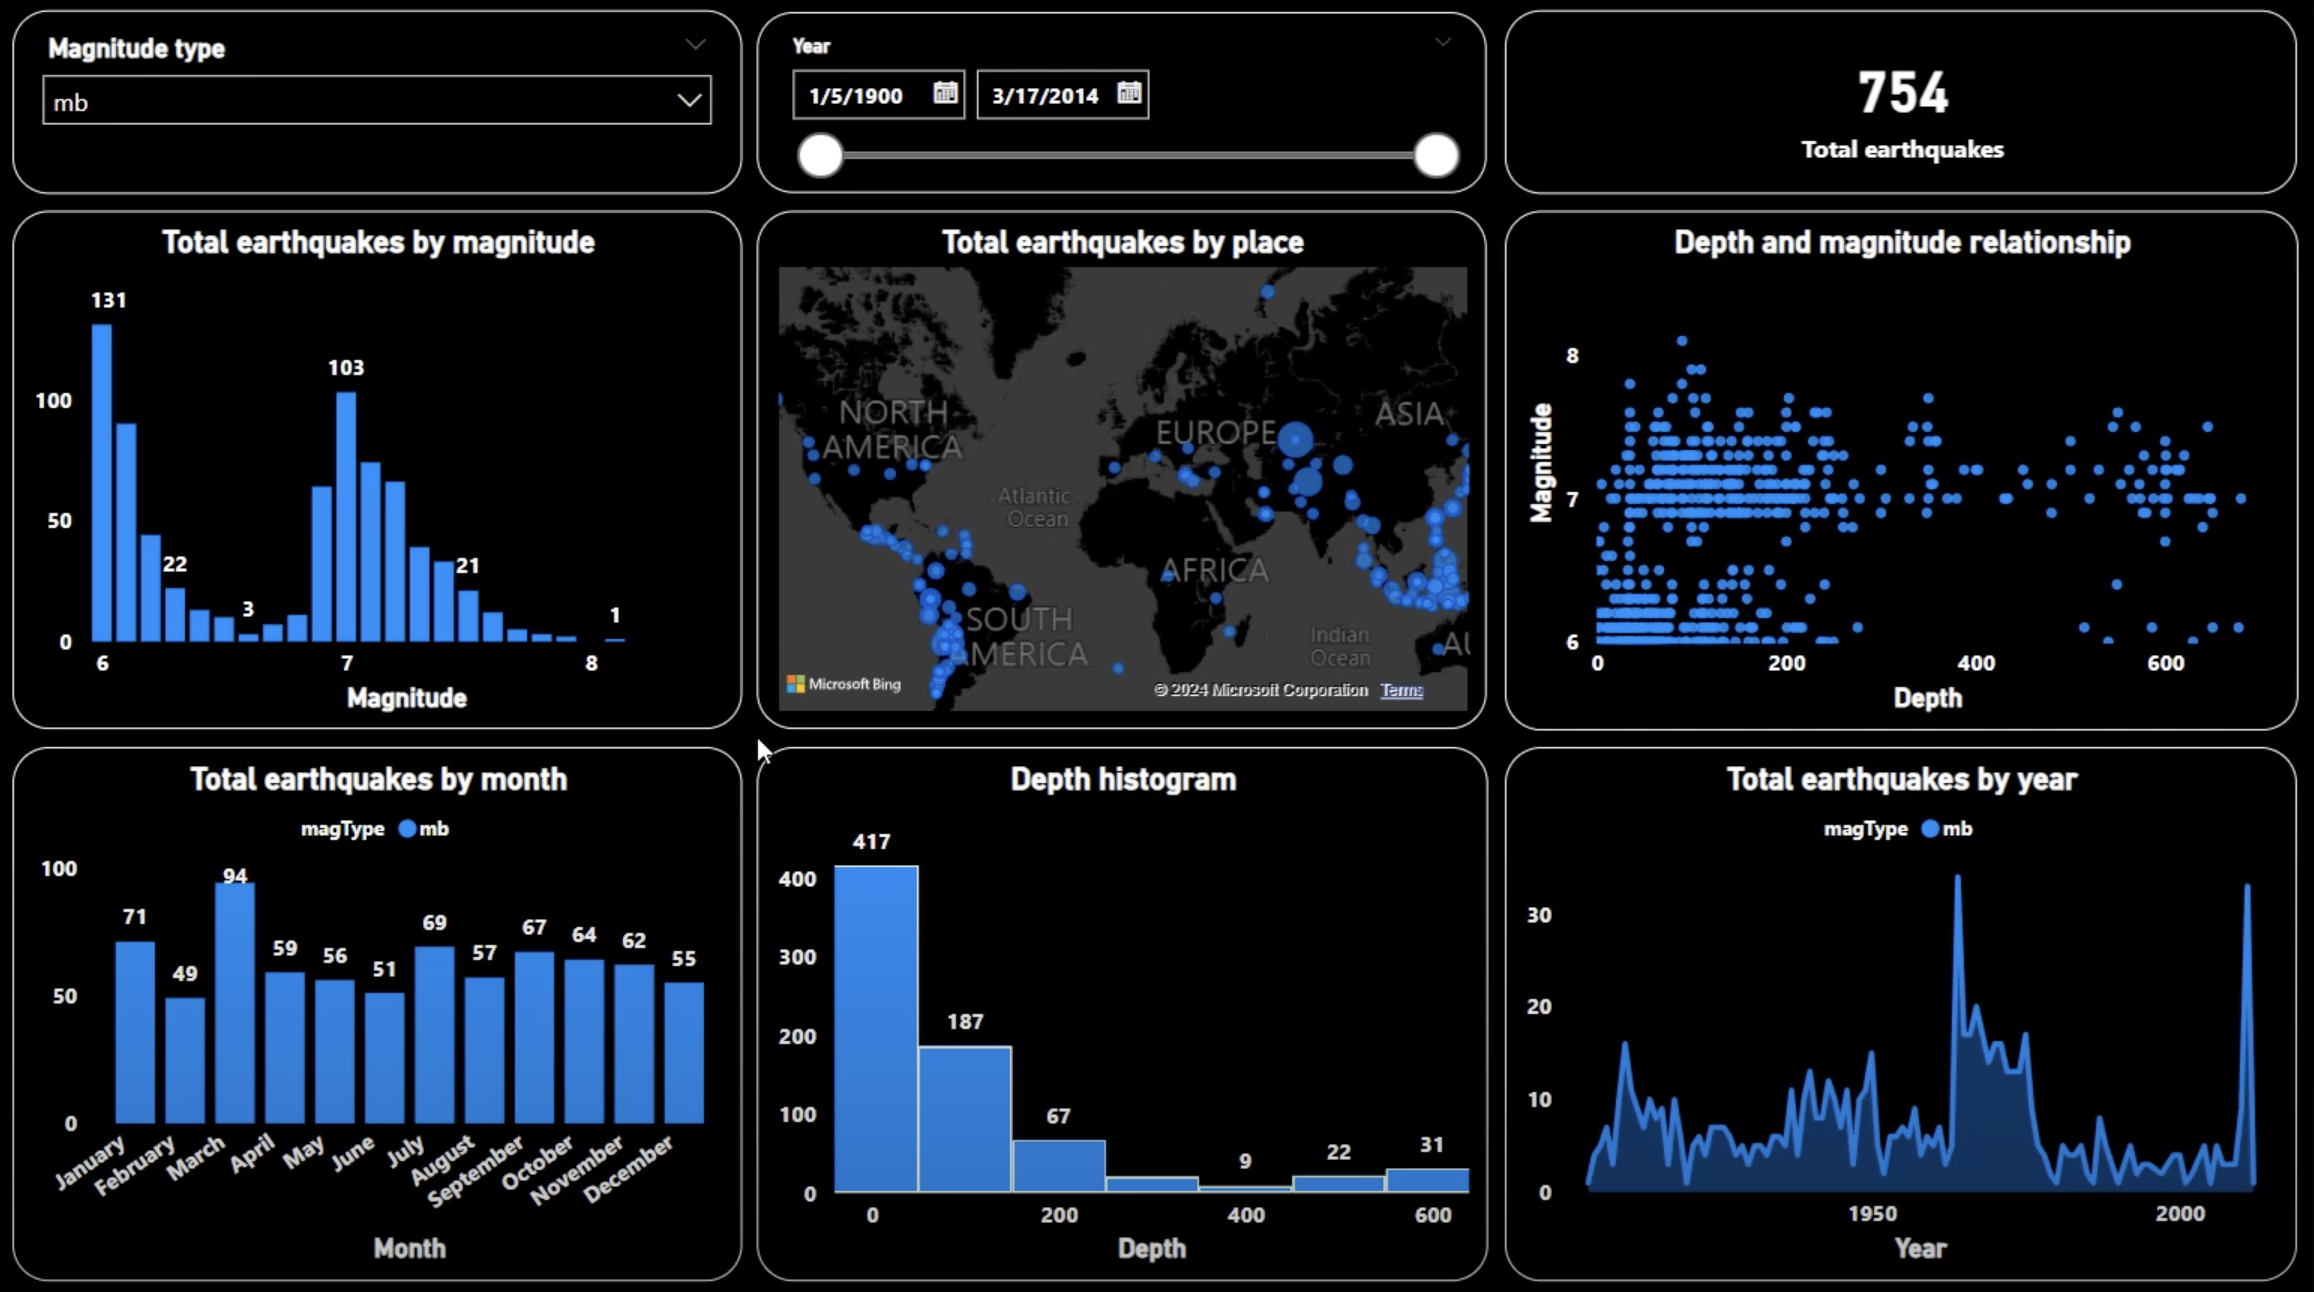 Magnitude type
mb
Year
1/5/1900
3/17/2014
754
Total earthquakes
Total earthquakes by magnitude
131
103
100
50
22
21
3
1
0
6
7
8
Magnitude
Total earthquakes by place
NORTH
AMERICA
EUROPE
ASIA
Atlantic
Ocean
AFRICA
SOUTH
AMERICA
Indian
Ocean
AU
Microsoft Bing
© 2024 Microsoft Corporation Terms
Depth and magnitude relationship
Magnitude
8
7
6
0
200
400
600
Depth
Total earthquakes by month
magType mb
100
50
0
71
49
94
59
56
51
69
57
67
64
62
55
January
February
March
April
May
June
July
August
September
October
November
December
Month
Depth histogram
417
187
67
9
22
31
400
300
200
100
0
0
200
400
600
Depth
Total earthquakes by year
magType mb
30
20
10
0
1950
2000
Year